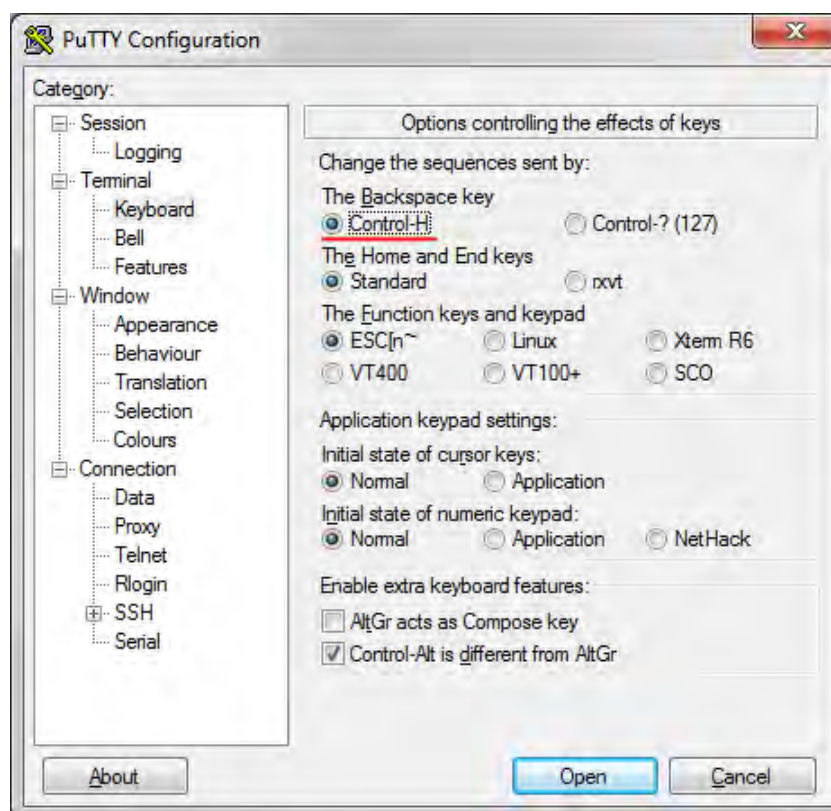 PuTTY Configuration
Category:
Session
Logging
Terminal
Keyboard
Bell
Features
Window
Appearance
Behaviour
Translation
Selection
Colours
Connection
Data
Proxy
Telnet
Rlogin
SSH
Serial
Options controlling the effects of keys
Change the sequences sent by:
The Backspace key
Control-H Control-? (127)
The Home and End keys
Standard rxvt
The Function keys and keypad
ESC[n~ Linux Xterm R6
VT400 VT100+ SCO
Application keypad settings:
Initial state of cursor keys:
Normal Application
Initial state of numeric keypad:
Normal Application NetHack
Enable extra keyboard features:
AltGr acts as Compose key
Control-Alt is different from AltGr
About Open Cancel